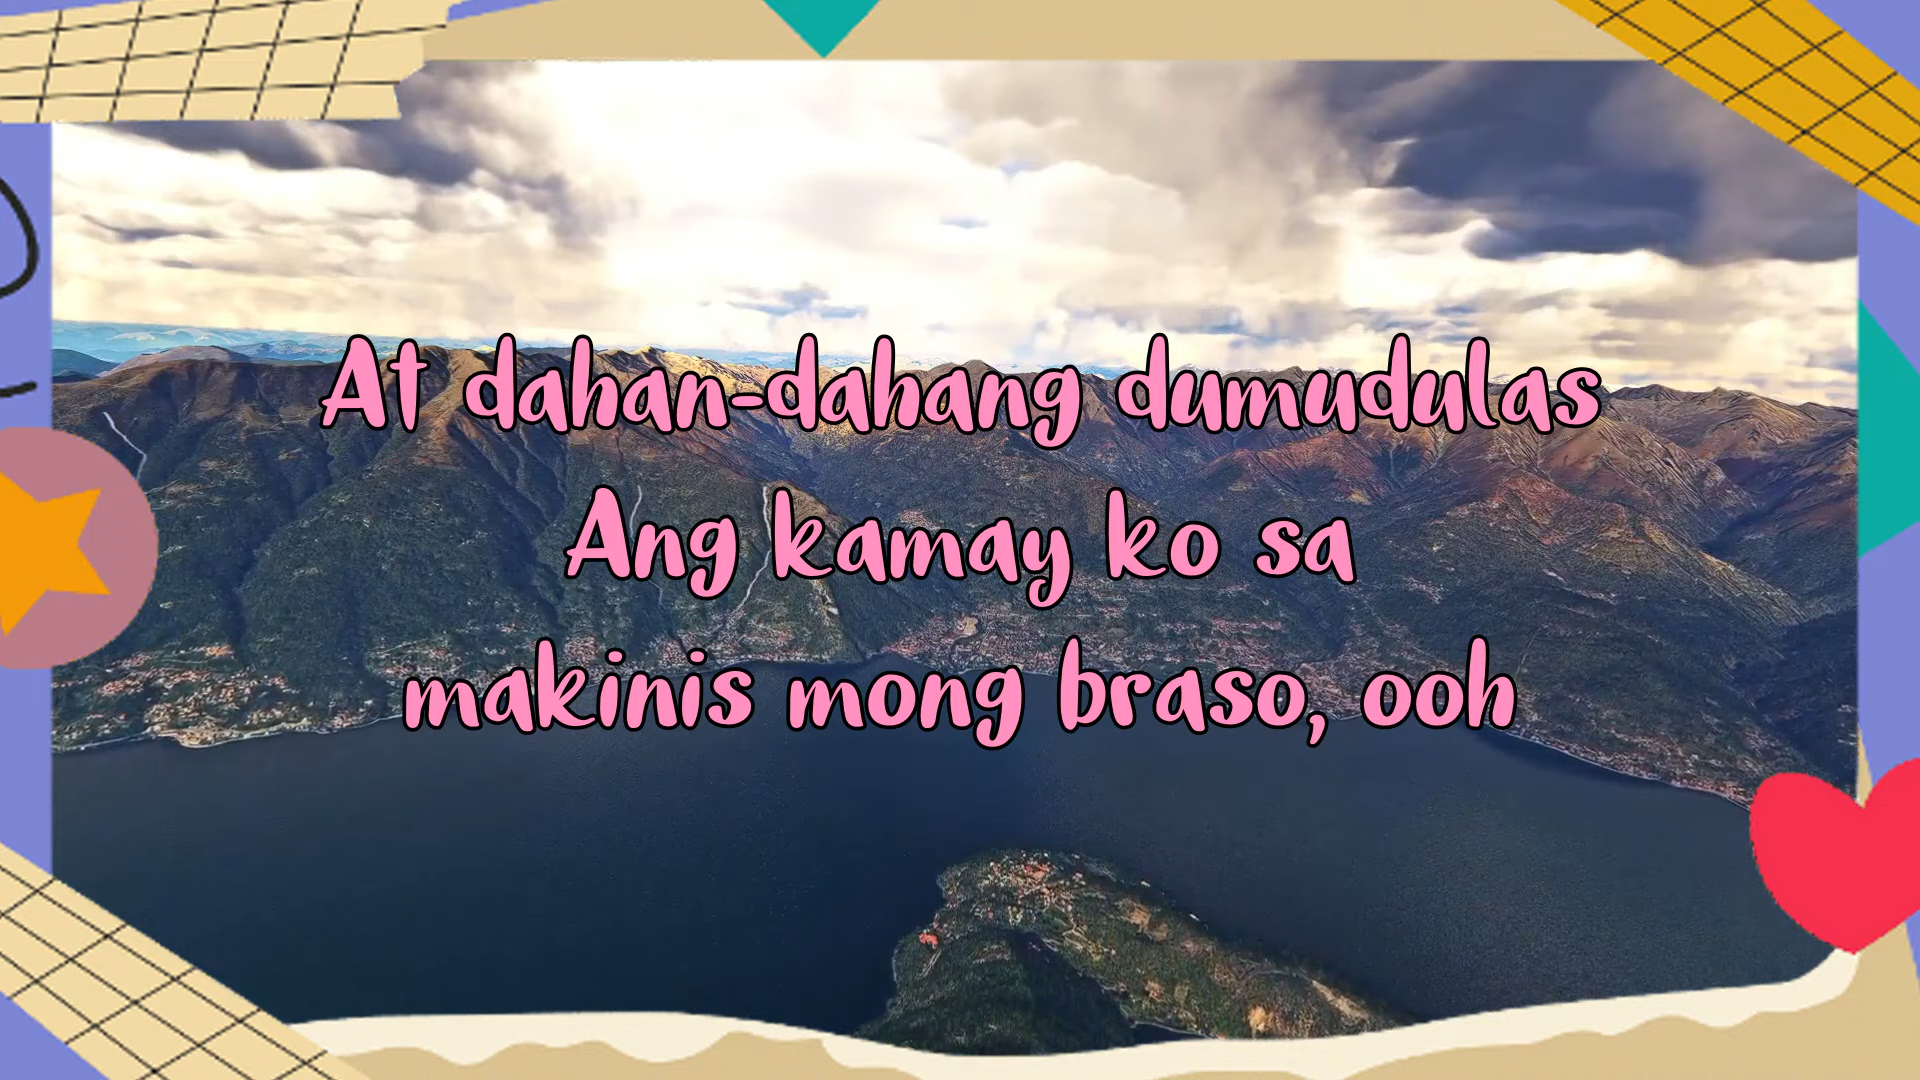 At dahan-dahang dumudulas
Ang kamay ko sa
makinis mong braso, ooh